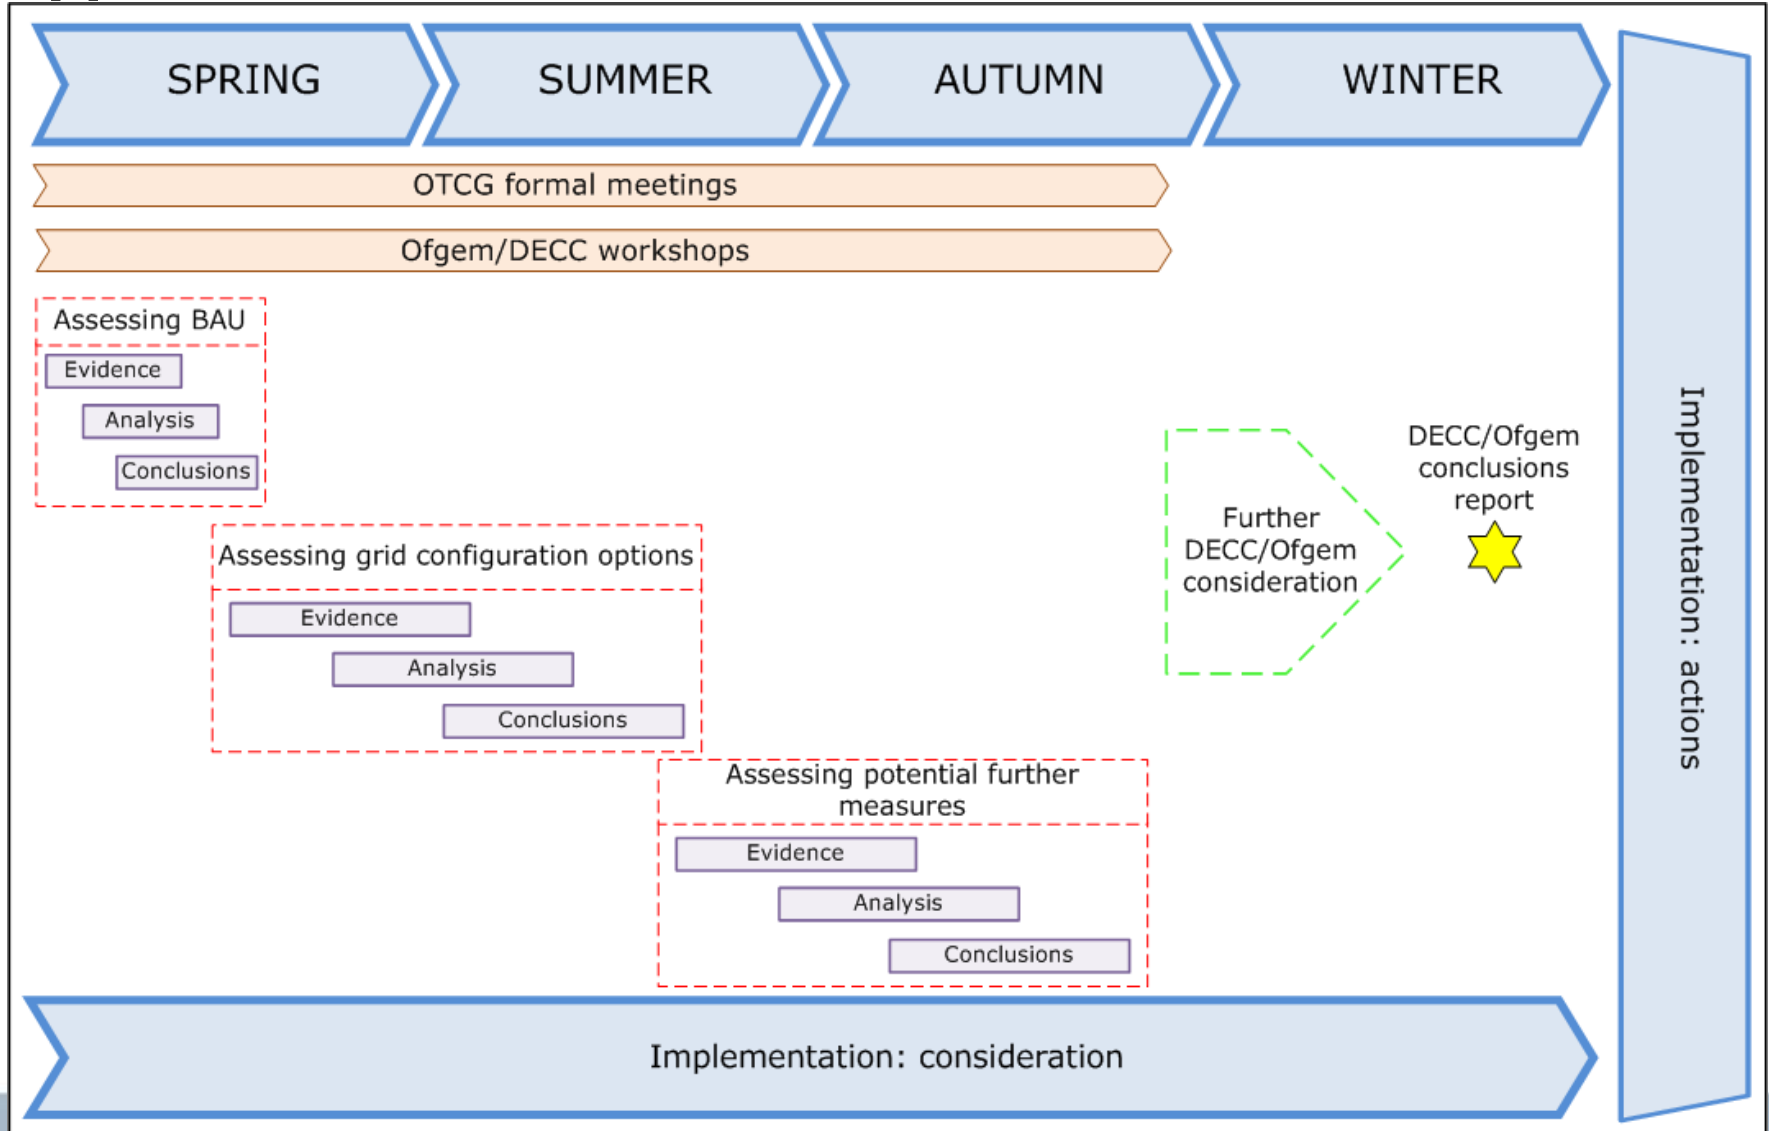 SPRING
SUMMER
AUTUMN
WINTER
OTCG formal meetings
Ofgem/DECC workshops
Assessing BAU
Evidence
Analysis
Conclusions
Assessing grid configuration options
Evidence
Analysis
Conclusions
Assessing potential further
measures
Evidence
Analysis
Conclusions
Further
DECC/Ofgem
consideration
DECC/Ofgem
conclusions
report
Implementation: actions
Implementation: consideration